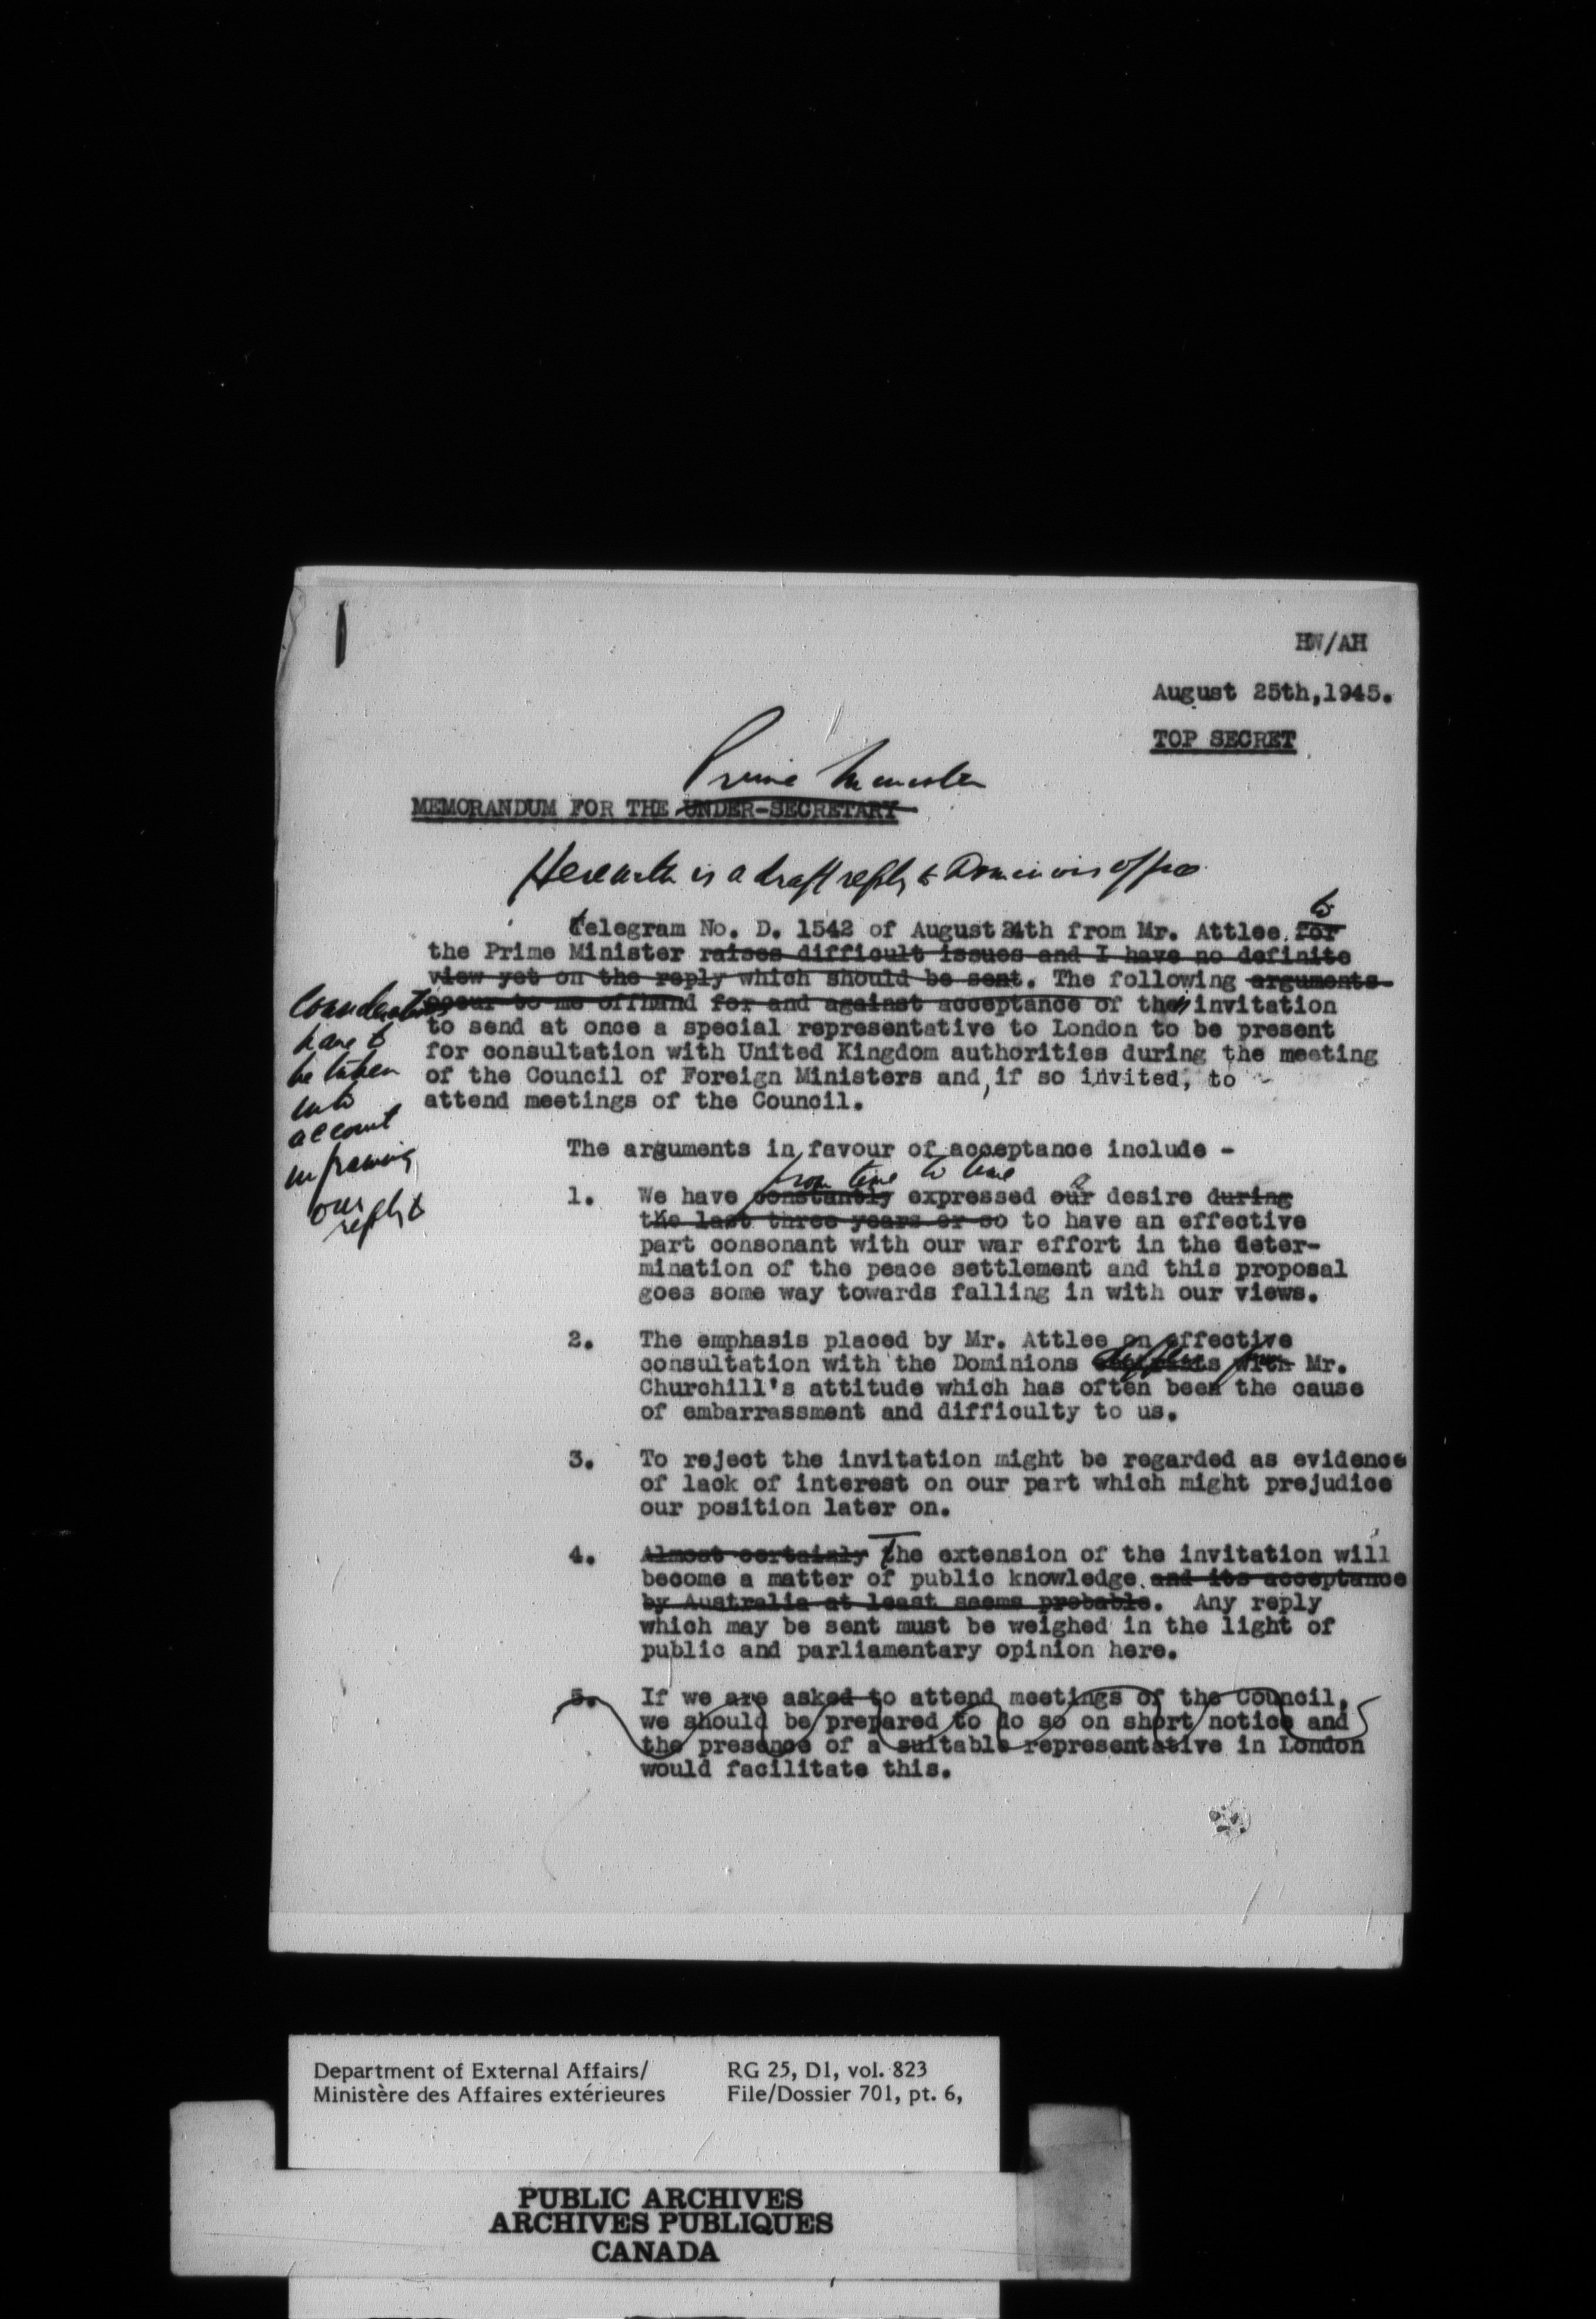 HW/AH
August 25th,1945.
TOP SECRET
Prime Minister
MEMORANDUM FOR THE UNDER-SECRETARY
Herewith is a draft reply to Dominions office
to
telegram No. D. 1542 of August 24th from Mr. Attlee for
the Prime Minister raises difficult issues and I have no definite
view yet on the reply which should be sent. The following arguments
occur to me offhand for and against acceptance of the invitation
to send at once a special representative to London to be present
for consultation with United Kingdom authorities during the meeting
of the Council of Foreign Ministers and, if so invited, to
attend meetings of the Council.
considerations
have to
be taken
into
account
in framing
our
reply to
The arguments in favour of acceptance include -
from time to time a
1. We have constantly expressed our desire during
the last three years or so to have an effective
part consonant with our war effort in the deter-
mination of the peace settlement and this proposal
goes some way towards falling in with our views.
2. The emphasis placed by Mr. Attlee on effective
consultation with the Dominions contrasts with Mr.
Churchill's attitude which has often been the cause
of embarrassment and difficulty to us.
3. To reject the invitation might be regarded as evidence
of lack of interest on our part which might prejudice
our position later on.
4. Almost certainly The extension of the invitation will
become a matter of public knowledge and its acceptance
by Australia at least seems probable. Any reply
which may be sent must be weighed in the light of
public and parliamentary opinion here.
5. If we are asked to attend meetings of the Council,
we should be prepared to do so on short notice and
the presence of a suitable representative in London
would facilitate this.
Department of External Affairs/ RG 25, D1, vol. 823
Ministère des Affaires extérieures File/Dossier 701, pt. 6,
PUBLIC ARCHIVES
ARCHIVES PUBLIQUES
CANADA